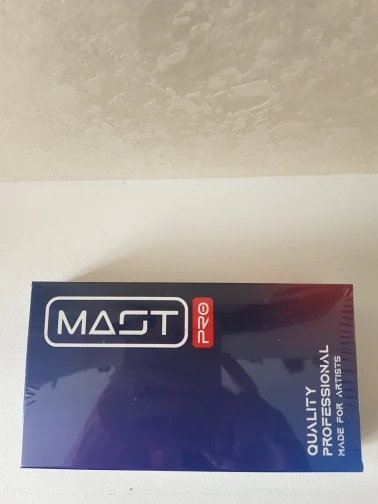 MAST
PRO
QUALITY
PROFESSIONAL
MADE FOR ARTISTS